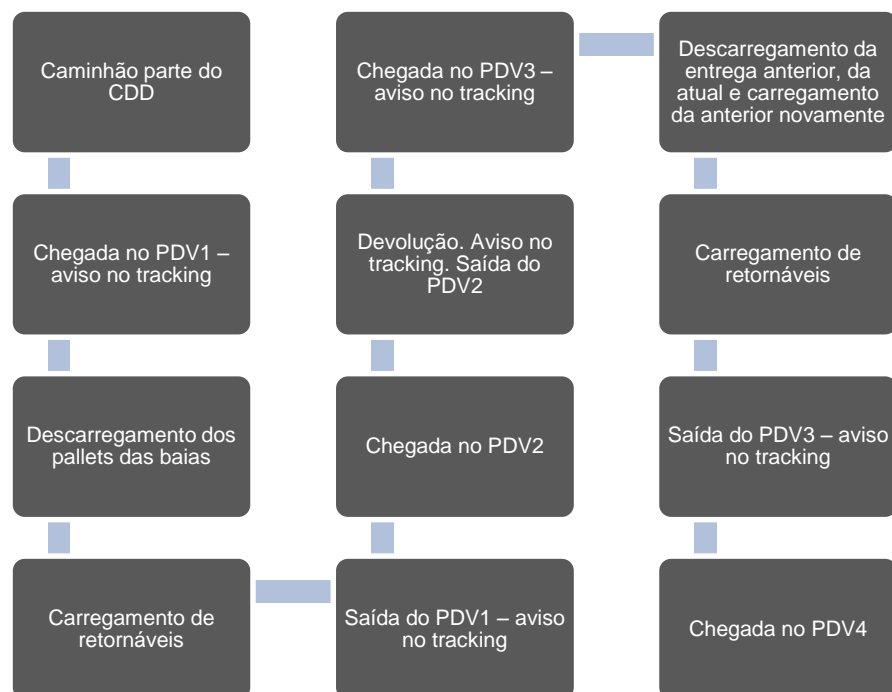 Caminhão parte do
CDD
Chegada no PDV1 –
aviso no tracking
Descarregamento dos
pallets das baias
Carregamento de
retornáveis
Saída do PDV1 – aviso
no tracking
Chegada no PDV2
Devolução. Aviso no
tracking. Saída do
PDV2
Chegada no PDV3 –
aviso no tracking
Descarregamento da
entrega anterior, da
atual e carregamento
da anterior novamente
Carregamento de
retornáveis
Saída do PDV3 – aviso
no tracking
Chegada no PDV4